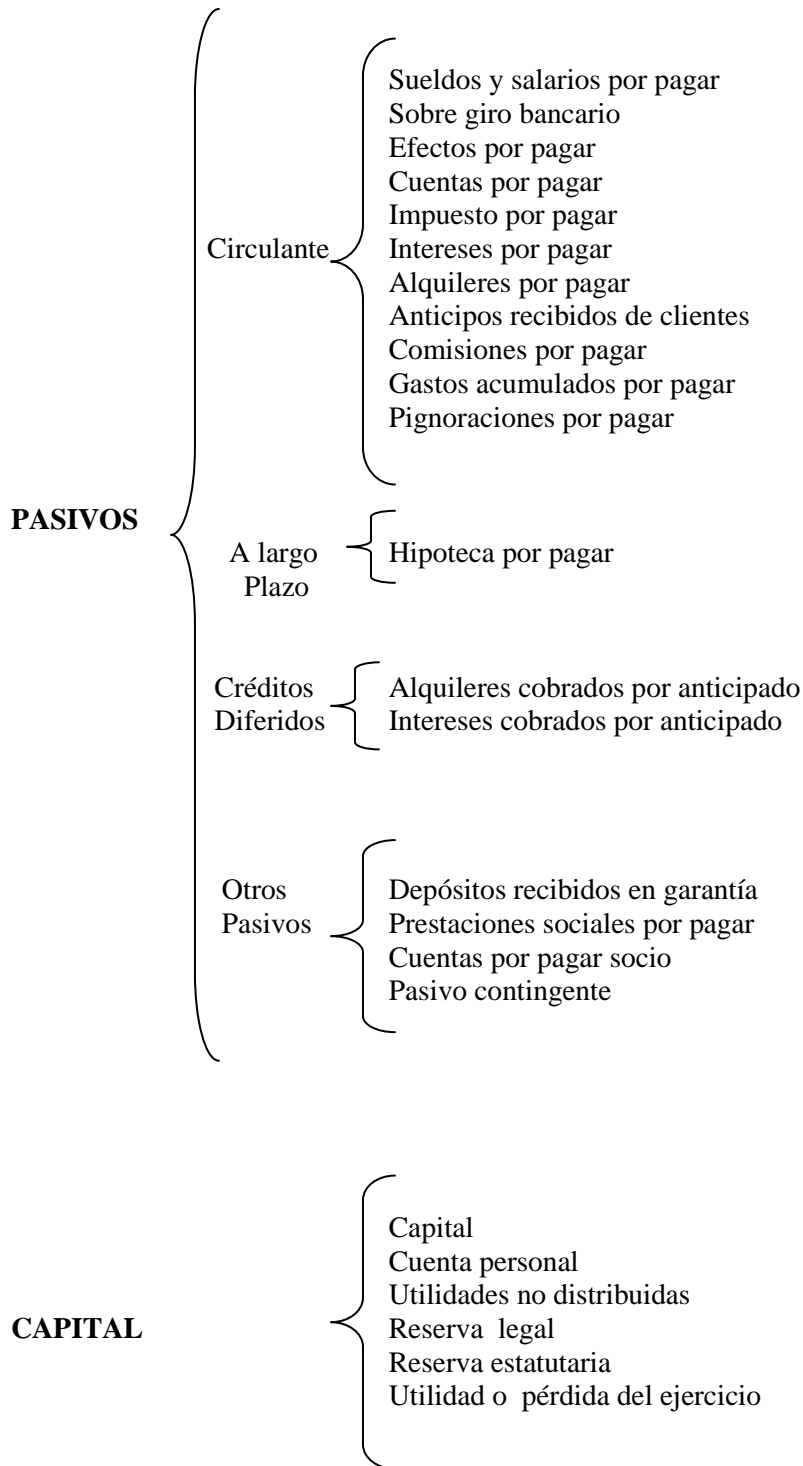 PASIVOS
Circulante
Sueldos y salarios por pagar
Sobre giro bancario
Efectos por pagar
Cuentas por pagar
Impuesto por pagar
Intereses por pagar
Alquileres por pagar
Anticipos recibidos de clientes
Comisiones por pagar
Gastos acumulados por pagar
Pignoraciones por pagar
A largo
Plazo
Hipoteca por pagar
Créditos
Diferidos
Alquileres cobrados por anticipado
Intereses cobrados por anticipado
Otros
Pasivos
Depósitos recibidos en garantía
Prestaciones sociales por pagar
Cuentas por pagar socio
Pasivo contingente
CAPITAL
Capital
Cuenta personal
Utilidades no distribuidas
Reserva legal
Reserva estatutaria
Utilidad o pérdida del ejercicio